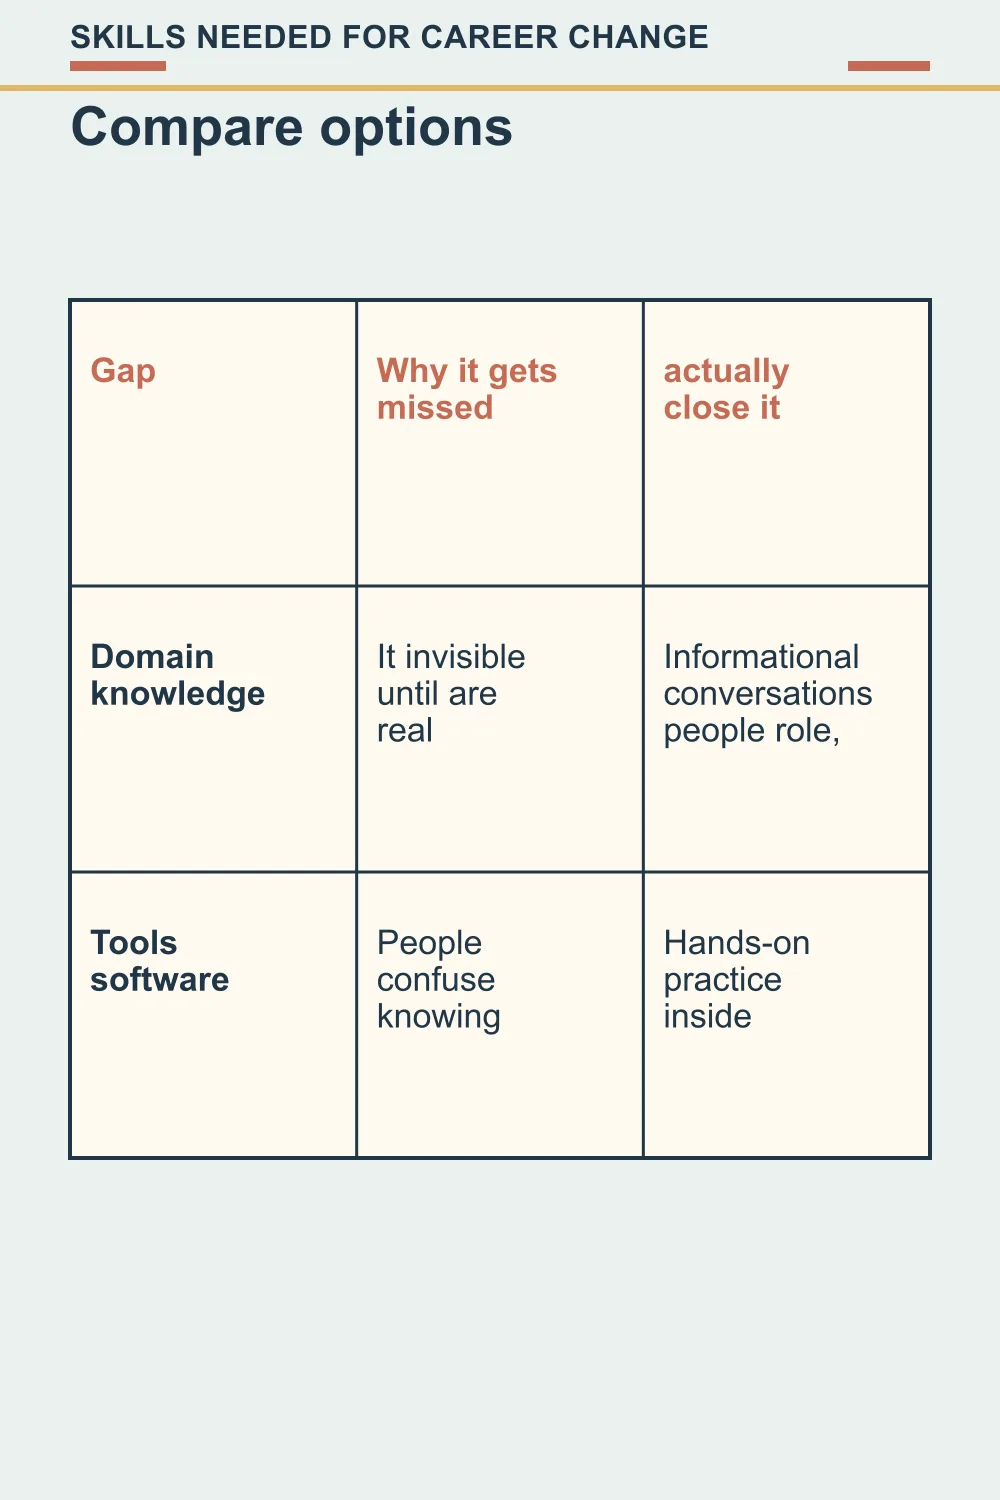 SKILLS NEEDED FOR CAREER CHANGE
Compare options
Gap
Why it gets
missed
actually
close it
Domain
knowledge
It invisible
until are
real
Informational
conversations
people role,
Tools
software
People
confuse
knowing
Hands-on
practice
inside